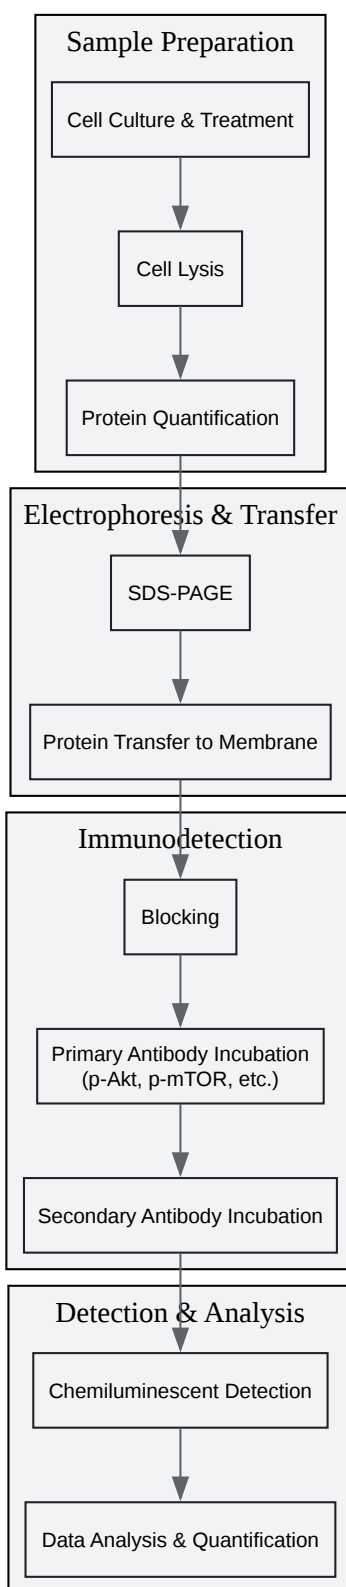 Sample Preparation
Cell Culture & Treatment
Cell Lysis
Protein Quantification
Electrophoresis & Transfer
SDS-PAGE
Protein Transfer to Membrane
Immunodetection
Blocking
Primary Antibody Incubation
(p-Akt, p-mTOR, etc.)
Secondary Antibody Incubation
Detection & Analysis
Chemiluminescent Detection
Data Analysis & Quantification